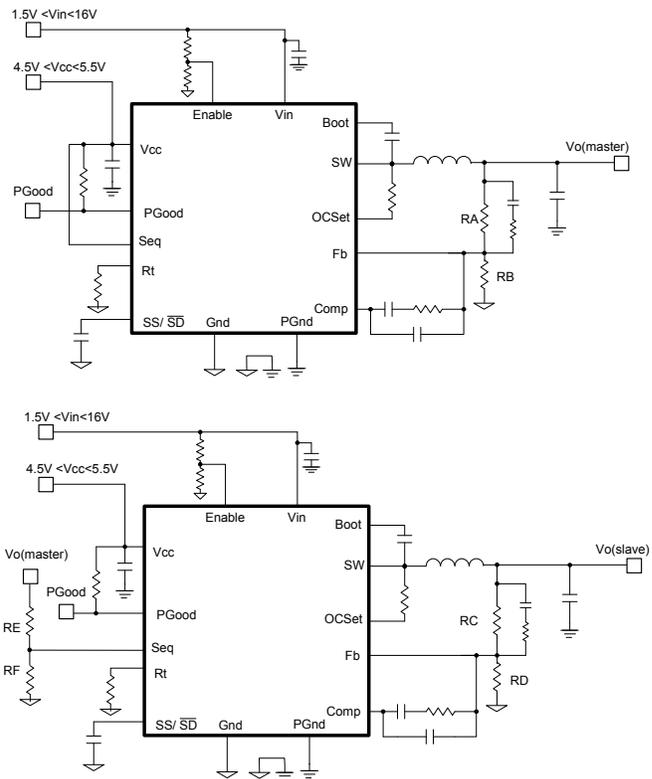 1.5V <Vin<16V
4.5V <Vcc<5.5V
Enable
Vin
Boot
Vcc
SW
Vo(master)
PGood
PGood
OCSet
RA
Seq
Fb
Rt
RB
Comp
SS/ SD
Gnd
PGnd
1.5V <Vin<16V
4.5V <Vcc<5.5V
Enable
Vin
Boot
Vo(master)
Vcc
SW
Vo(slave)
PGood
PGood
OCSet
RC
RE
Seq
Fb
RF
Rt
RD
Comp
SS/ SD
Gnd
PGnd